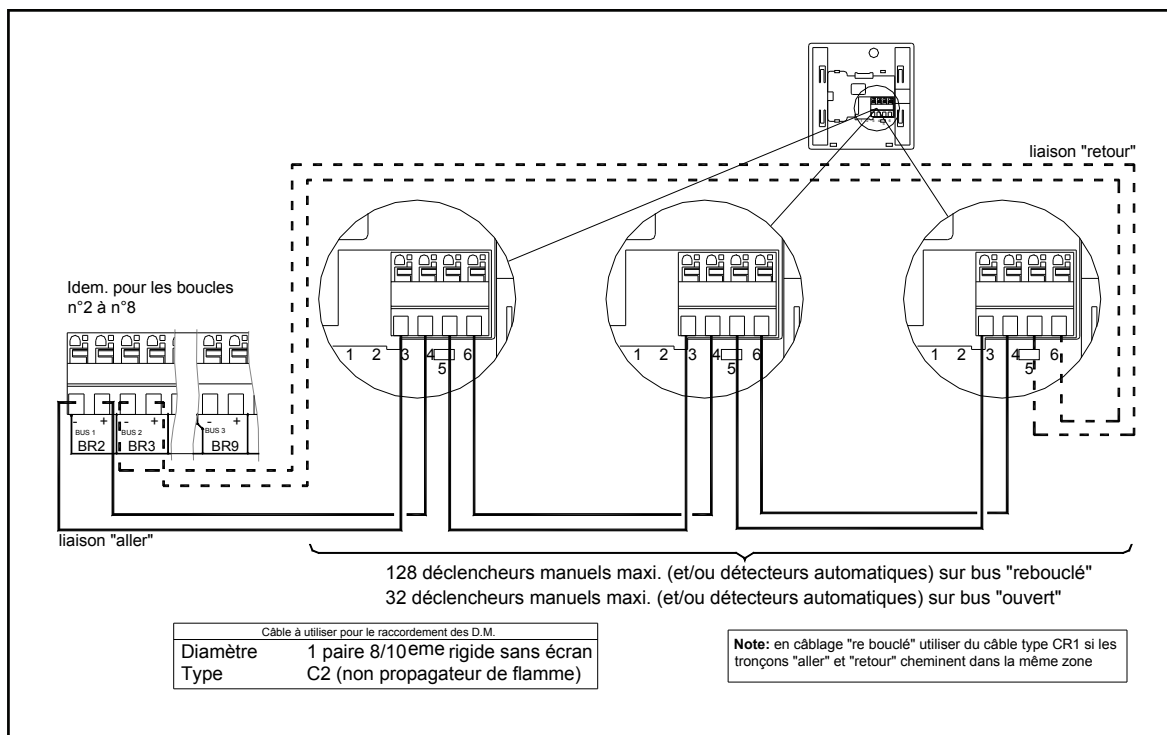 liaison "retour"
Idem. pour les boucles
n°2 à n°8
1 2 3 4 5 6
1 2 3 4 5 6
1 2 3 4 5 6
- + - + - +
BUS 1 BUS 2 BUS 3
BR2 BR3 BR9
liaison "aller"
128 déclencheurs manuels maxi. (et/ou détecteurs automatiques) sur bus "rebouclé"
32 déclencheurs manuels maxi. (et/ou détecteurs automatiques) sur bus "ouvert"
Câble à utiliser pour le raccordement des D.M.
Diamètre 1 paire 8/10eme rigide sans écran
Type C2 (non propagateur de flamme)
Note: en câblage "re bouclé" utiliser du câble type CR1 si les
tronçons "aller" et "retour" cheminent dans la même zone